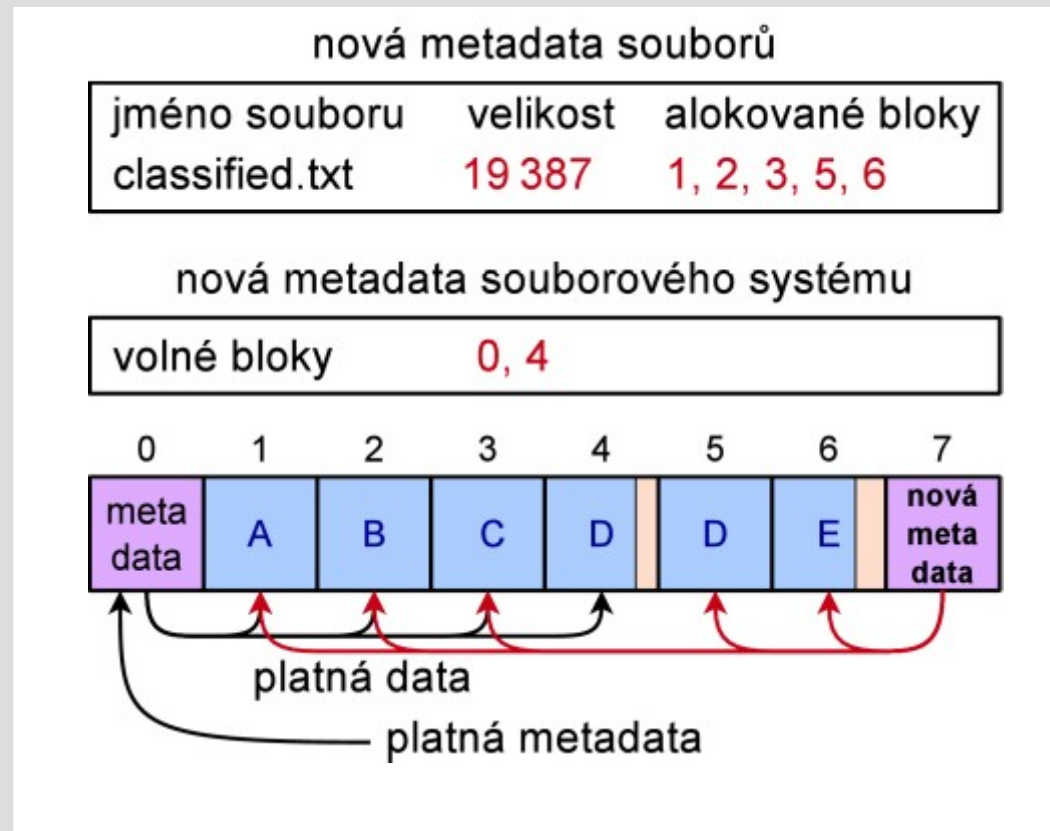 nová metadata souborů
jméno souboru velikost alokované bloky
classified.txt 19 387 1, 2, 3, 5, 6
nová metadata souborového systému
volné bloky 0, 4
0 1 2 3 4 5 6 7
meta data
A
B
C
D
D
E
nová meta data
platná data
platná metadata